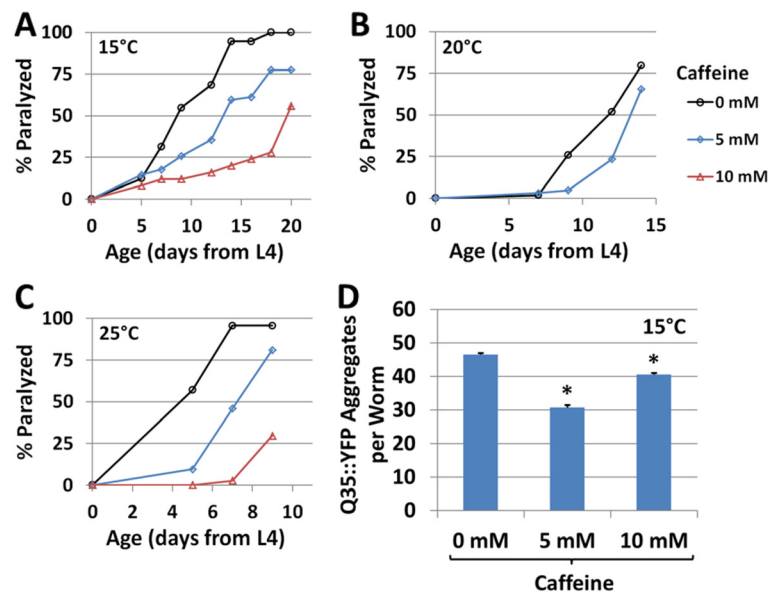 A
15°C
100
75
50
25
0
% Paralyzed
0 5 10 15 20
Age (days from L4)
B
20°C
100
75
50
25
0
% Paralyzed
0 5 10 15
Age (days from L4)
Caffeine
0 mM
5 mM
10 mM
C
25°C
100
75
50
25
0
% Paralyzed
0 2 4 6 8 10
Age (days from L4)
D
15°C
60
50
40
30
20
10
0
Q35::YFP Aggregates
per Worm
* *
0 mM 5 mM 10 mM
Caffeine